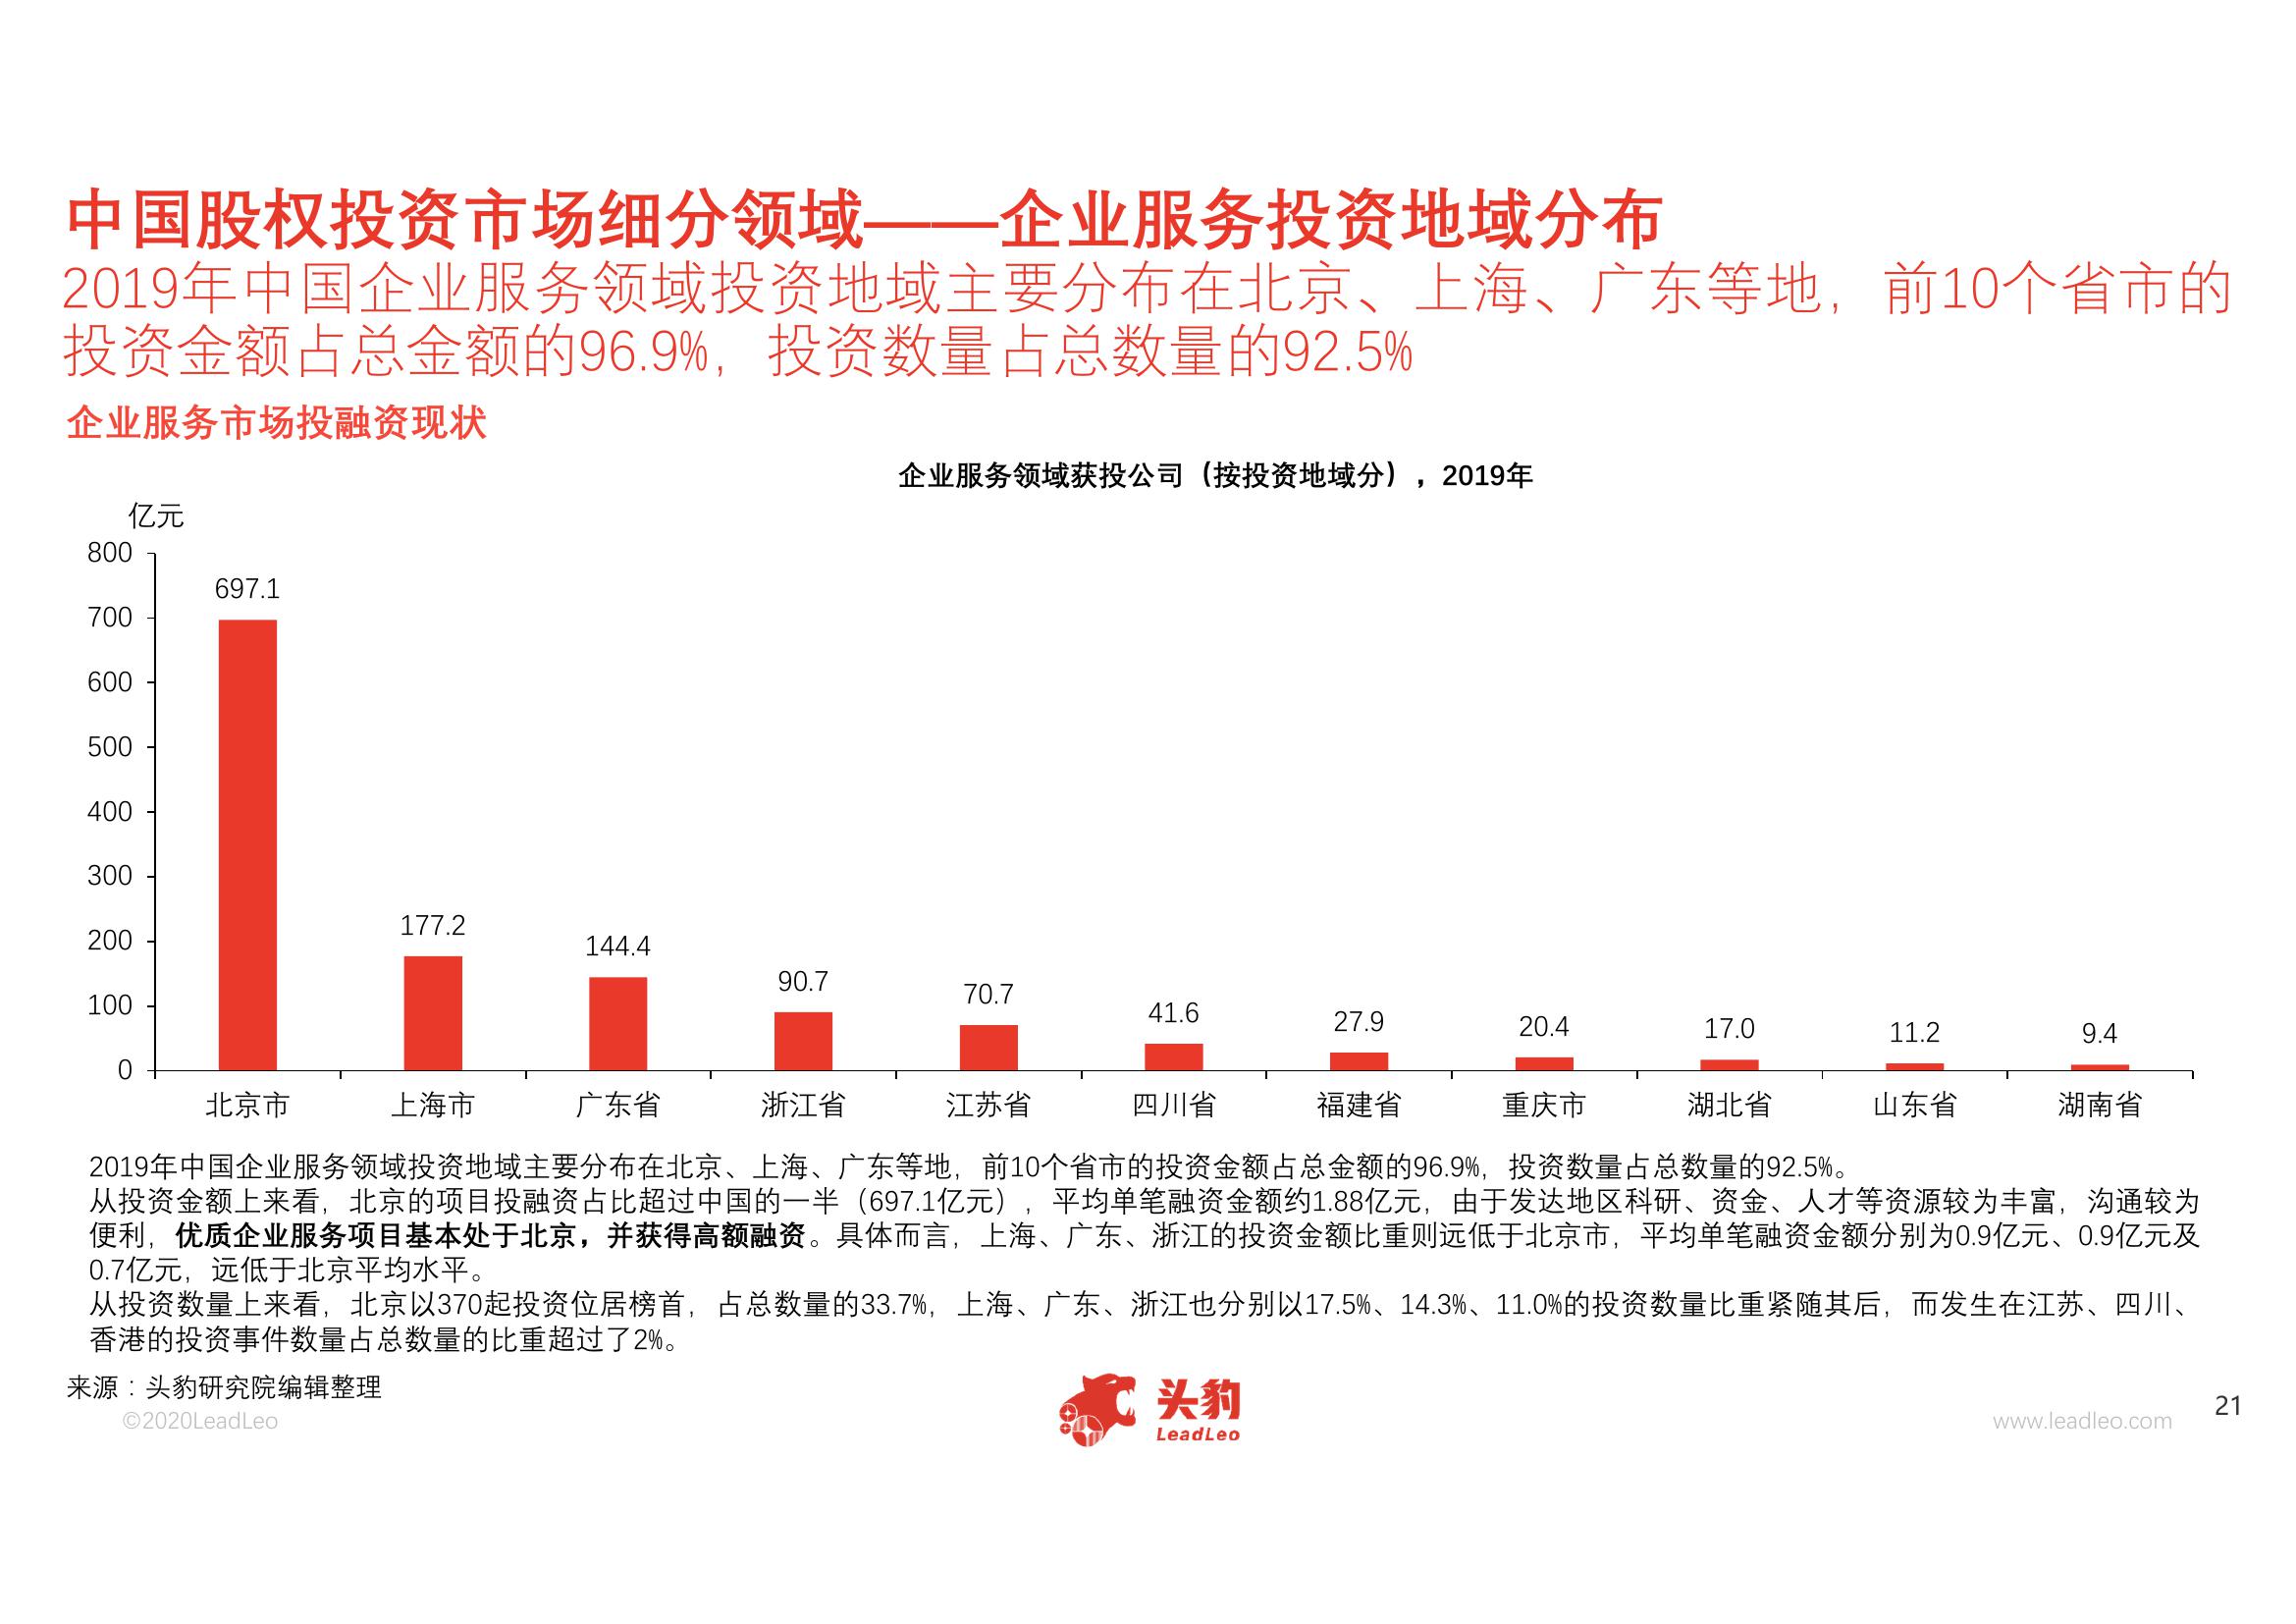 中国股权投资市场细分领域——企业服务投资地域分布
2019年中国企业服务领域投资地域主要分布在北京、上海、广东等地，前10个省市的
投资金额占总金额的96.9%，投资数量占总数量的92.5%
企业服务市场投融资现状
企业服务领域获投公司（按投资地域分），2019年
亿元
800
700
600
500
400
300
200
100
0
697.1
177.2
144.4
90.7
70.7
41.6
27.9
20.4
17.0
11.2
9.4
北京市
上海市
广东省
浙江省
江苏省
四川省
福建省
重庆市
湖北省
山东省
湖南省
2019年中国企业服务领域投资地域主要分布在北京、上海、广东等地，前10个省市的投资金额占总金额的96.9%，投资数量占总数量的92.5%。
从投资金额上来看，北京的项目投融资占比超过中国的一半（697.1亿元），平均单笔融资金额约1.88亿元，由于发达地区科研、资金、人才等资源较为丰富，沟通较为
便利，优质企业服务项目基本处于北京，并获得高额融资。具体而言，上海、广东、浙江的投资金额比重则远低于北京市，平均单笔融资金额分别为0.9亿元、0.9亿元及
0.7亿元，远低于北京平均水平。
从投资数量上来看，北京以370起投资位居榜首，占总数量的33.7%，上海、广东、浙江也分别以17.5%、14.3%、11.0%的投资数量比重紧随其后，而发生在江苏、四川、
香港的投资事件数量占总数量的比重超过了2%。
来源：头豹研究院编辑整理
©2020LeadLeo
头豹
LeadLeo
www.leadleo.com
21